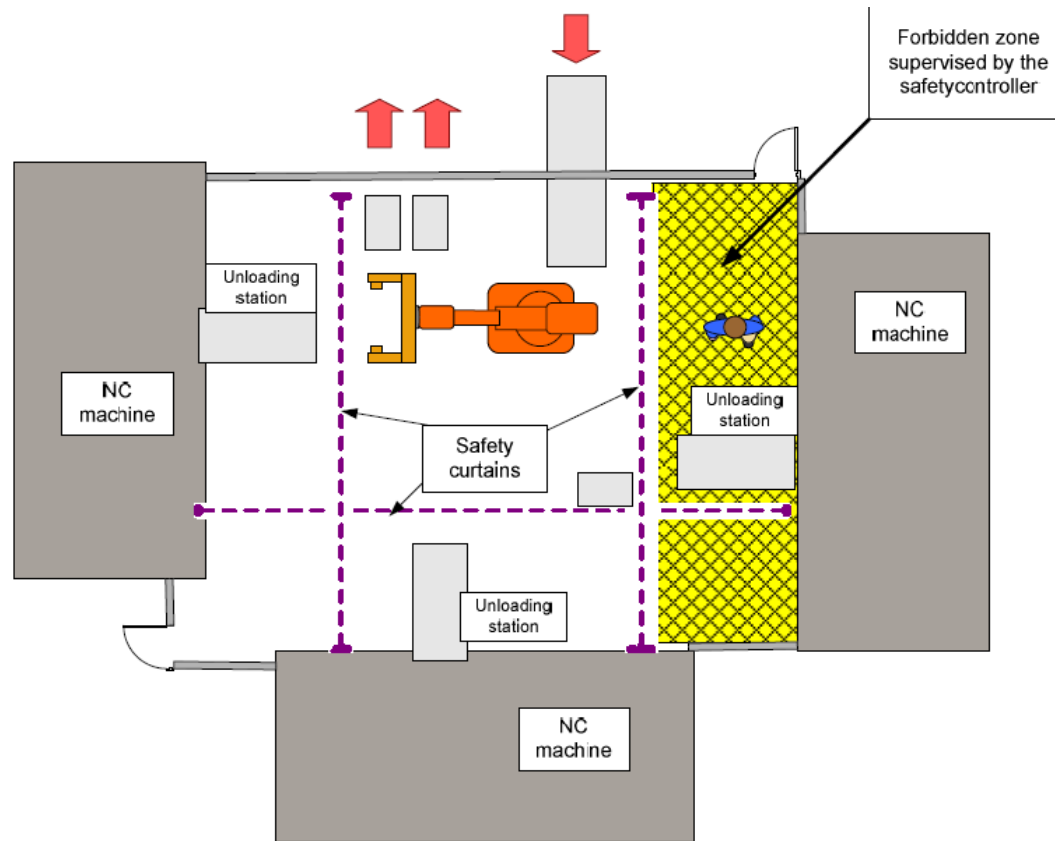 Forbidden zone
supervised by the
safetycontroller
Unloading
station
NC
machine
NC
machine
Unloading
station
Safety
curtains
Unloading
station
NC
machine